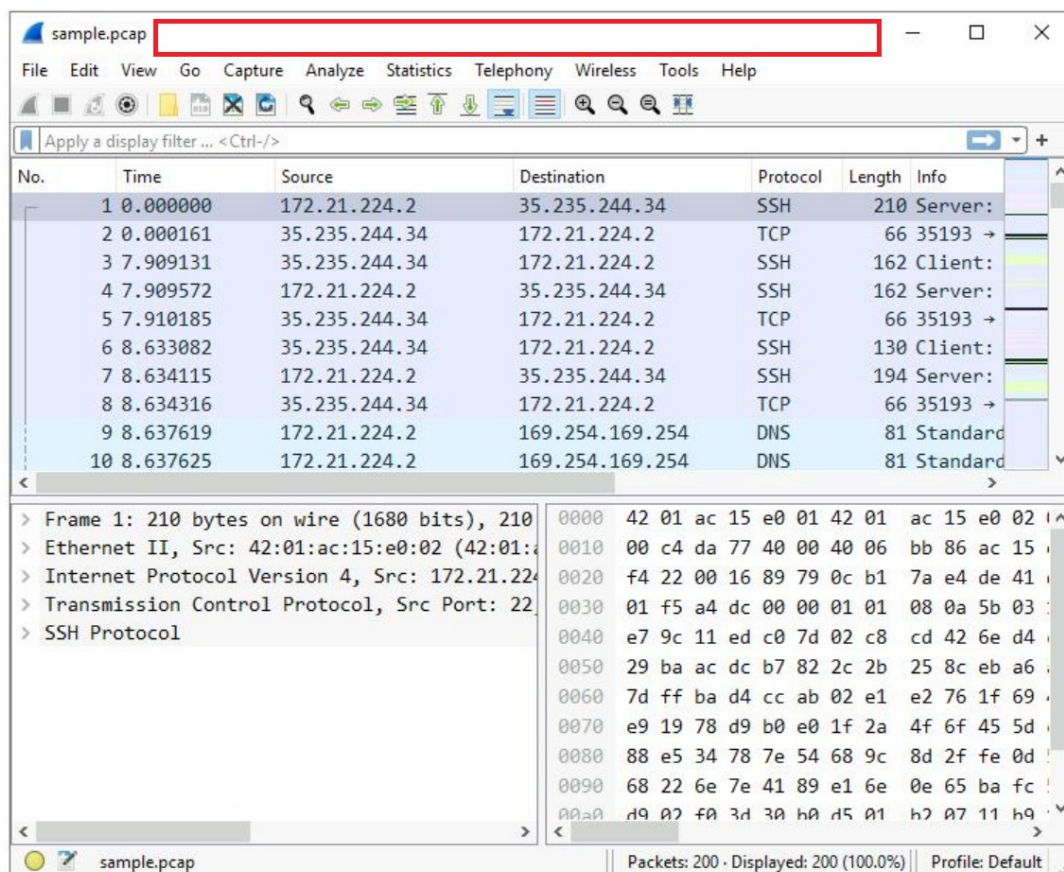 sample.pcap
File Edit View Go Capture Analyze Statistics Telephony Wireless Tools Help
Apply a display filter ... <Ctrl-/>
No. Time Source Destination Protocol Length Info
1 0.000000 172.21.224.2 35.235.244.34 SSH 210 Server:
2 0.000161 35.235.244.34 172.21.224.2 TCP 66 35193 →
3 7.909131 35.235.244.34 172.21.224.2 SSH 162 Client:
4 7.909572 172.21.224.2 35.235.244.34 SSH 162 Server:
5 7.910185 35.235.244.34 172.21.224.2 TCP 66 35193 →
6 8.633082 35.235.244.34 172.21.224.2 SSH 130 Client:
7 8.634115 172.21.224.2 35.235.244.34 SSH 194 Server:
8 8.634316 35.235.244.34 172.21.224.2 TCP 66 35193 →
9 8.637619 172.21.224.2 169.254.169.254 DNS 81 Standard
10 8.637625 172.21.224.2 169.254.169.254 DNS 81 Standard
> Frame 1: 210 bytes on wire (1680 bits), 210
> Ethernet II, Src: 42:01:ac:15:e0:02 (42:01:
> Internet Protocol Version 4, Src: 172.21.224
> Transmission Control Protocol, Src Port: 22
> SSH Protocol
0000 42 01 ac 15 e0 01 42 01 ac 15 e0 02
0010 00 c4 da 77 40 00 40 06 bb 86 ac 15
0020 f4 22 00 16 89 79 0c b1 7a e4 de 41
0030 01 f5 a4 dc 00 00 01 01 08 0a 5b 03
0040 e7 9c 11 ed c0 7d 02 c8 cd 42 6e d4
0050 29 ba ac dc b7 82 2c 2b 25 8c eb a6
0060 7d ff ba d4 cc ab 02 e1 e2 76 1f 69
0070 e9 19 78 d9 b0 e0 1f 2a 4f 6f 45 5d
0080 88 e5 34 78 7e 54 68 9c 8d 2f fe 0d
0090 68 22 6e 7e 41 89 e1 6e 0e 65 ba fc
00a0 d9 02 f0 3d 30 b0 d5 01 b2 07 11 b9
sample.pcap
Packets: 200 · Displayed: 200 (100.0%)
Profile: Default